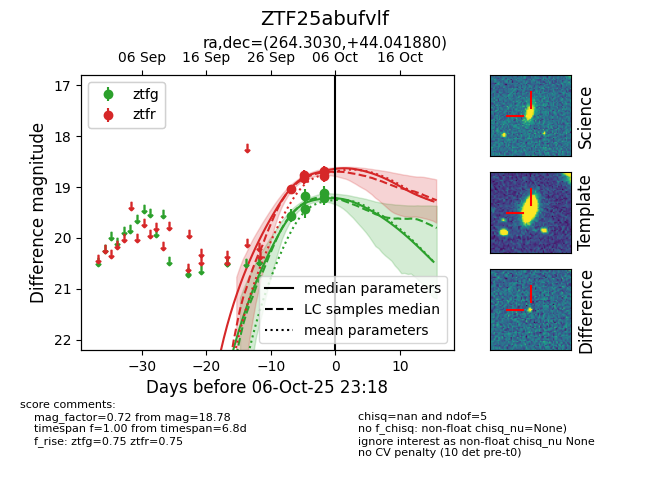 ZTF25abufvlf
ra,dec=(264.3030,+44.041880)
06 Sep 16 Sep 26 Sep 06 Oct 16 Oct
ztfg
ztfr
17
18
19
20
21
22
Difference magnitude
median parameters
LC samples median
mean parameters
−30 −20 −10 0 10
Days before 06-Oct-25 23:18
Science
Template
Difference
score comments:
mag_factor=0.72 from mag=18.78
timespan f=1.00 from timespan=6.8d
f_rise: ztfg=0.75 ztfr=0.75
chisq=nan and ndof=5
no f_chisq: non-float chisq_nu=None)
ignore interest as non-float chisq_nu None
no CV penalty (10 det pre-t0)